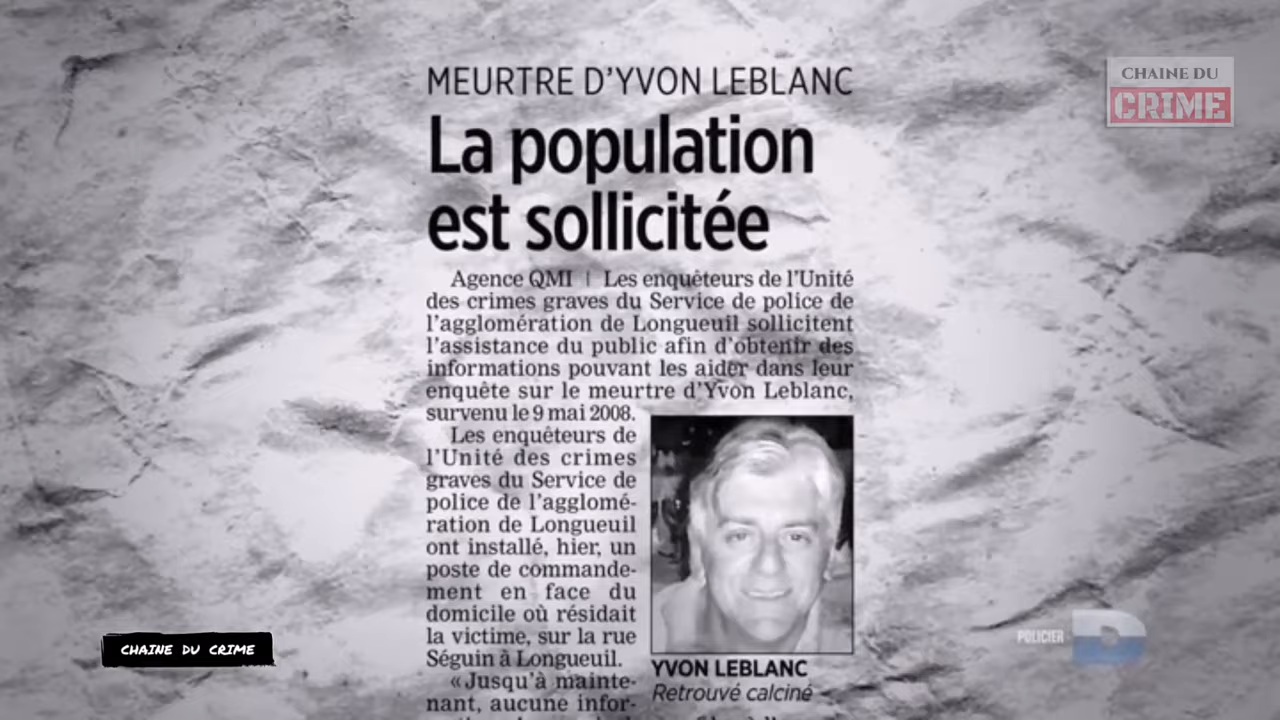 CHAINE DU
CRIME
MEURTRE D'YVON LEBLANC
La population
est sollicitée
Agence QMI | Les enquêteurs de l'Unité
des crimes graves du Service de police de
l'agglomération de Longueuil sollicitent
l'assistance du public afin d'obtenir des
informations pouvant les aider dans leur
enquête sur le meurtre d'Yvon Leblanc,
survenu le 9 mai 2008.
Les enquêteurs de
l'Unité des crimes
graves du Service de
police de l'agglomé-
ration de Longueuil
ont installé, hier, un
poste de commande-
ment en face du
domicile où résidait
la victime, sur la rue
Séguin à Longueuil.
«Jusqu'à mainte-
nant, aucune infor-
YVON LEBLANC
Retrouvé calciné
CHAINE DU CRIME
POLICIER D